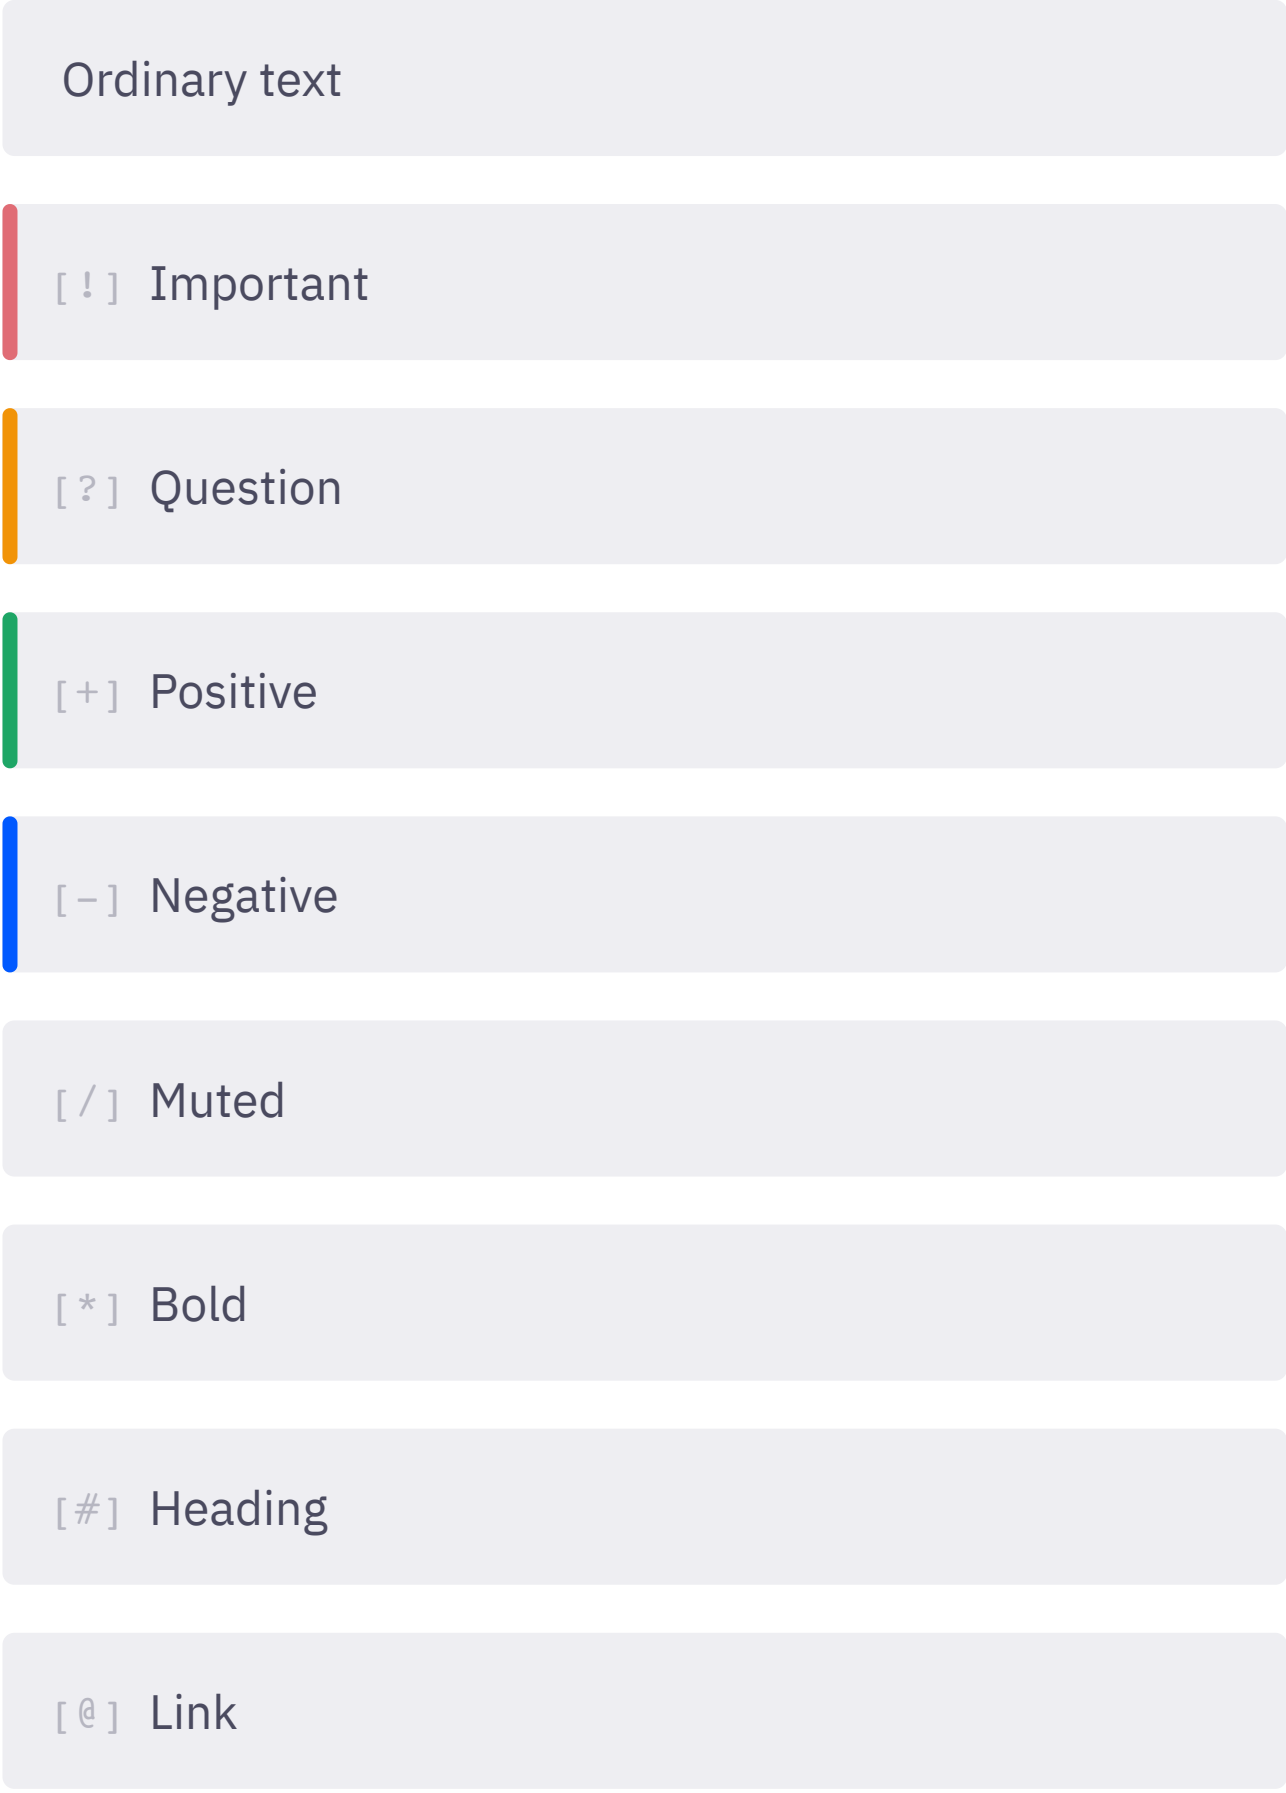 Ordinary text
[!] Important
[?] Question
[+] Positive
[-] Negative
[/] Muted
[*] Bold
[#] Heading
[@] Link